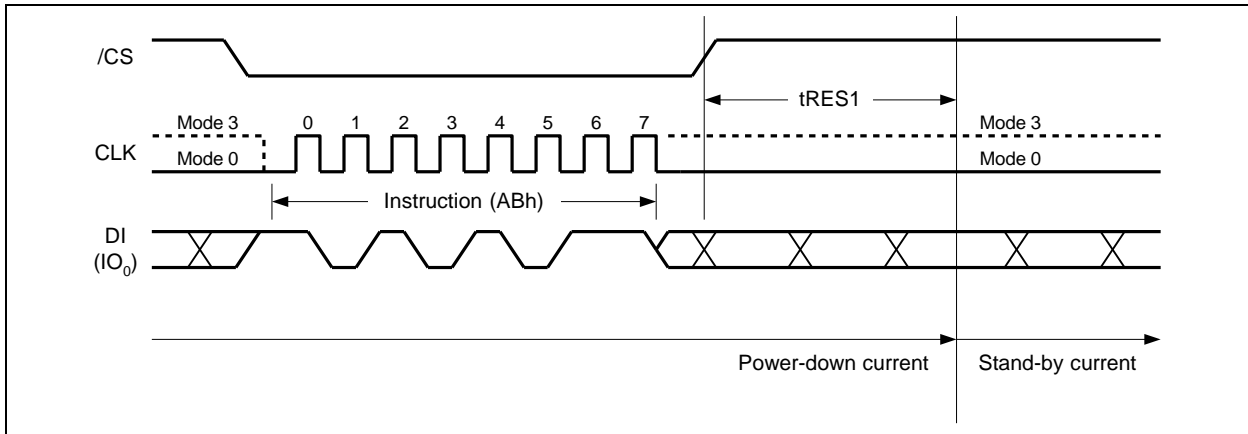 /CS
tRES1
Mode 3 0 1 2 3 4 5 6 7 Mode 3
CLK
Mode 0 Mode 0
Instruction (ABh)
DI
(IO₀)
Power-down current Stand-by current